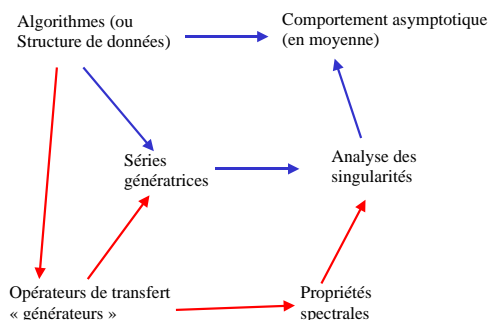 Algorithmes (ou
Structure de données)
Comportement asymptotique
(en moyenne)
Séries
génératrices
Analyse des
singularités
Opérateurs de transfert
« générateurs »
Propriétés
spectrales